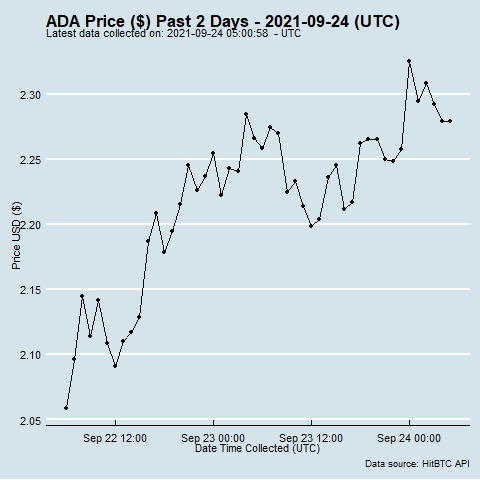 ADA Price ($) Past 2 Days - 2021-09-24 (UTC)
Latest data collected on: 2021-09-24 05:00:58 - UTC
Price USD ($)
2.30
2.25
2.20
2.15
2.10
2.05
Sep 22 12:00 Sep 23 00:00 Sep 23 12:00 Sep 24 00:00
Date Time Collected (UTC)
Data source: HitBTC API